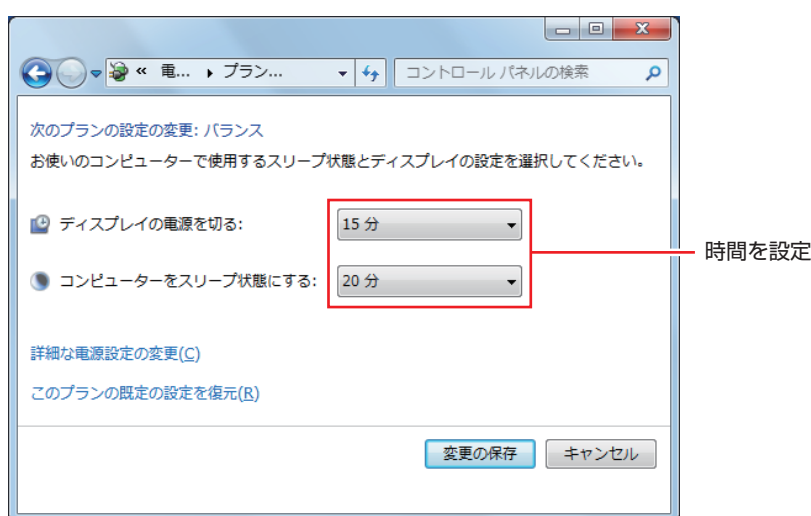 « 電... ▸ プラン...
コントロール パネルの検索
次のプランの設定の変更: バランス
お使いのコンピューターで使用するスリープ状態とディスプレイの設定を選択してください。
ディスプレイの電源を切る: 15 分
時間を設定
コンピューターをスリープ状態にする: 20 分
詳細な電源設定の変更(C)
このプランの既定の設定を復元(R)
変更の保存 キャンセル